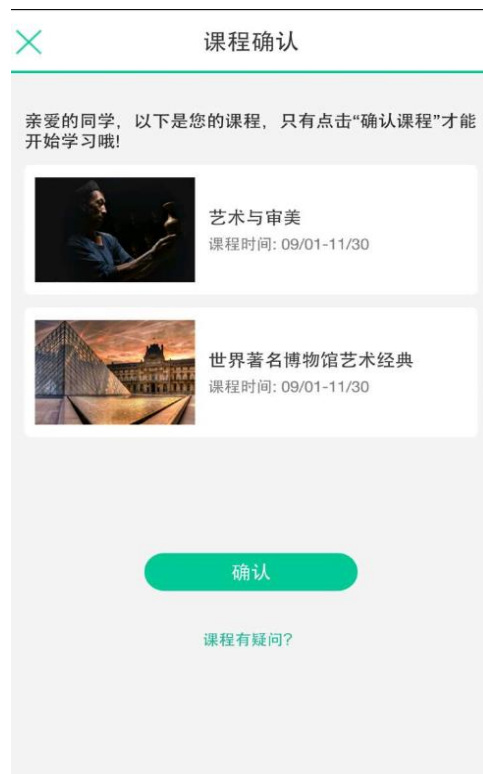 课程确认
亲爱的同学，以下是您的课程，只有点击“确认课程”才能
开始学习哦!
艺术与审美
课程时间: 09/01-11/30
世界著名博物馆艺术经典
课程时间: 09/01-11/30
确认
课程有疑问?